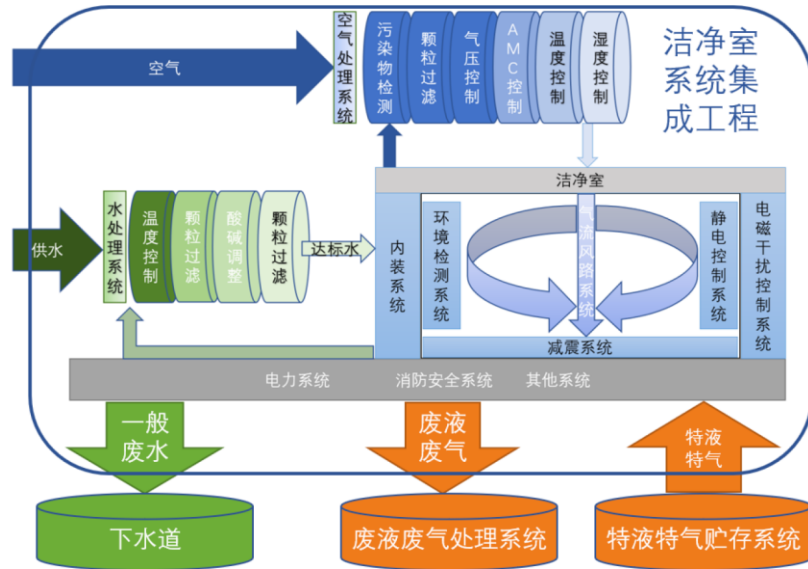 洁净室
系统集
成工程
空气
空气处理系统
污染物检测
颗粒过滤
气压控制
AMC控制
温度控制
湿度控制
供水
水处理系统
温度控制
颗粒过滤
酸碱调整
颗粒过滤
达标水
洁净室
内装系统
环境检测系统
气流风路系统
静电控制系统
电磁干扰控制系统
减震系统
电力系统
消防安全系统
其他系统
一般
废水
废液
废气
特液
特气
下水道
废液废气处理系统
特液特气贮存系统